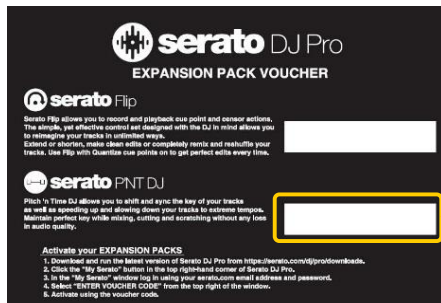 serato DJ Pro
EXPANSION PACK VOUCHER
serato Flip
Serato Flip allows you to record and playback cue point and censor actions.
The simple, yet effective control set designed with the DJ in mind allows you
to reimagine your tracks in unlimited ways.
Extend or shorten, make clean edits or completely remix and reshuffle your
tracks. Use Flip with Quantize cue points on to get perfect edits every time.
serato PNT DJ
Pitch 'n Time DJ allows you to shift and sync the key of your tracks
as well as speeding up and slowing down your tracks to extreme tempos.
Maintain perfect key while mixing, cutting and scratching without any loss
in audio quality.
Activate your EXPANSION PACKS
1. Download and run the latest version of Serato DJ Pro from https://serato.com/dj/pro/downloads.
2. Click the "My Serato" button in the top right-hand corner of Serato DJ Pro.
3. In the "My Serato" window log in using your serato.com email address and password.
4. Select "ENTER VOUCHER CODE" from the top right of the window.
5. Activate using the voucher code.